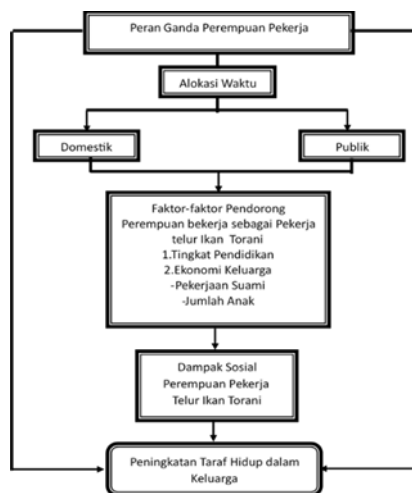 Peran Ganda Perempuan Pekerja
Alokasi Waktu
Domestik
Publik
Faktor-faktor Pendorong
Perempuan bekerja sebagai Pekerja
telur Ikan Torani
1.Tingkat Pendidikan
2.Ekonomi Keluarga
-Pekerjaan Suami
-Jumlah Anak
Dampak Sosial
Perempuan Pekerja
Telur Ikan Torani
Peningkatan Taraf Hidup dalam
Keluarga